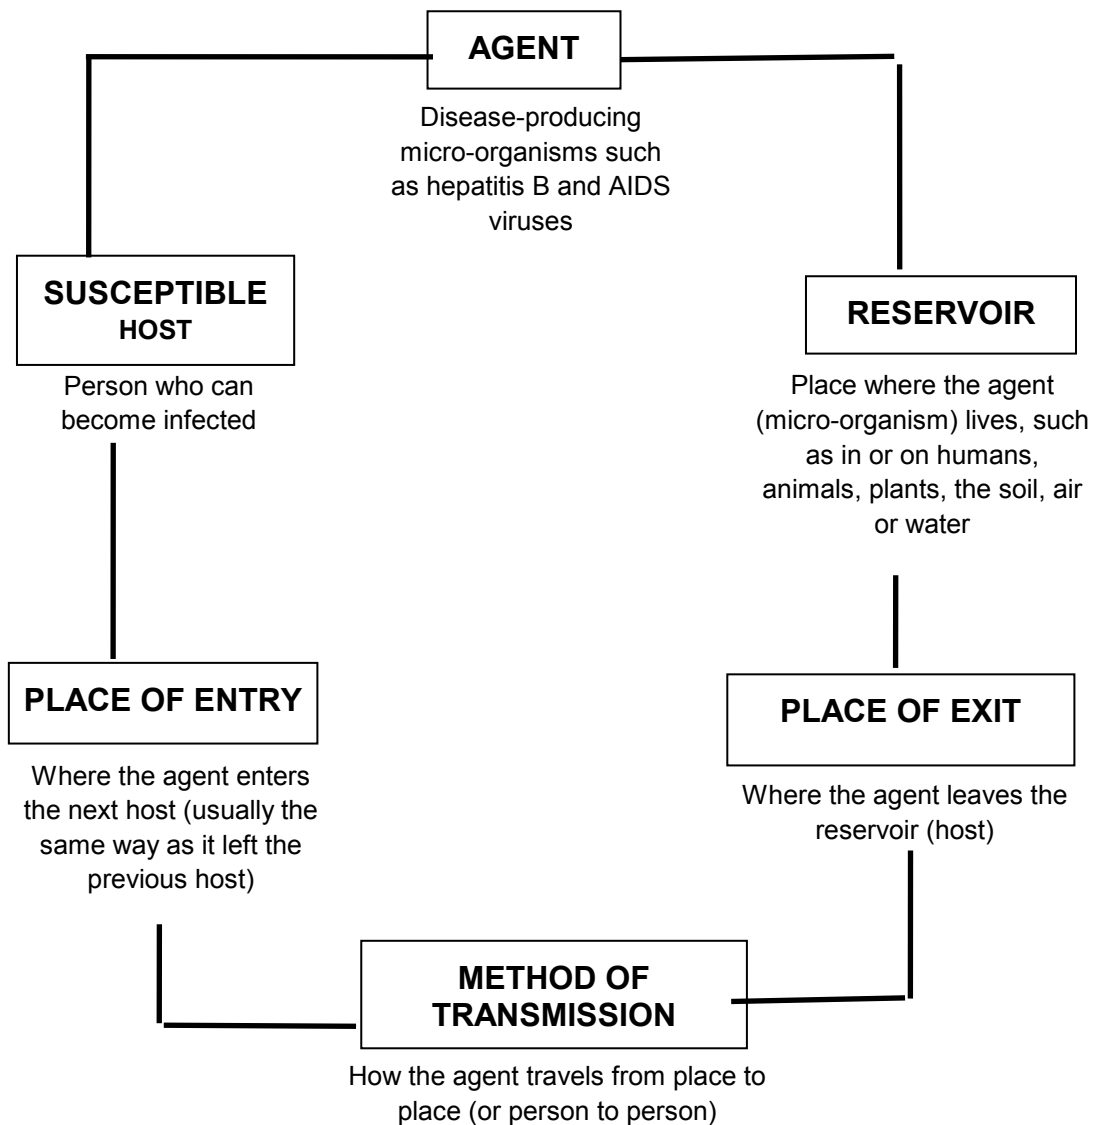 AGENT
Disease-producing
micro-organisms such
as hepatitis B and AIDS
viruses
SUSCEPTIBLE
HOST
Person who can
become infected
RESERVOIR
Place where the agent
(micro-organism) lives, such
as in or on humans,
animals, plants, the soil, air
or water
PLACE OF ENTRY
Where the agent enters
the next host (usually the
same way as it left the
previous host)
PLACE OF EXIT
Where the agent leaves the
reservoir (host)
METHOD OF
TRANSMISSION
How the agent travels from place to
place (or person to person)